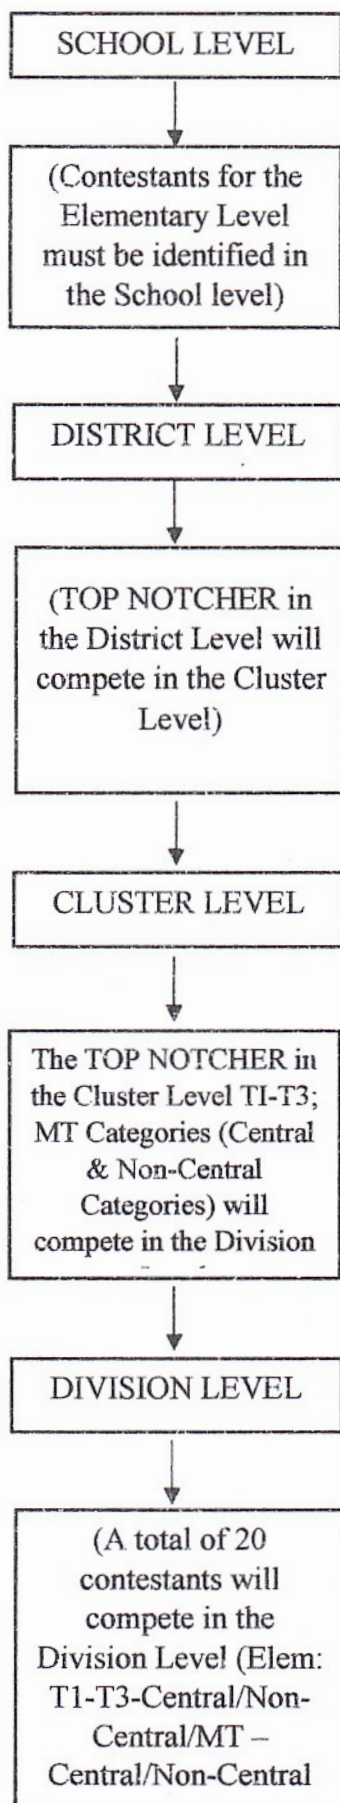 SCHOOL LEVEL
(Contestants for the
Elementary Level
must be identified in
the School level)
DISTRICT LEVEL
(TOP NOTCHER in
the District Level will
compete in the Cluster
Level)
CLUSTER LEVEL
The TOP NOTCHER in
the Cluster Level TI-T3;
MT Categories (Central
& Non-Central
Categories) will
compete in the Division
DIVISION LEVEL
(A total of 20
contestants will
compete in the
Division Level (Elem:
T1-T3-Central/Non-
Central/MT –
Central/Non-Central